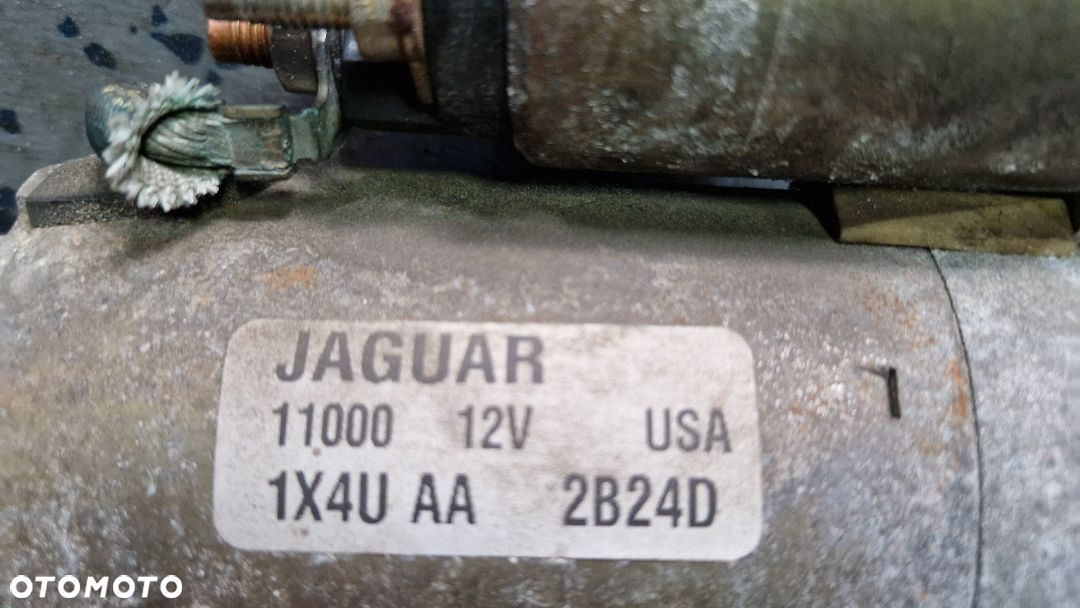 JAGUAR
11000 12V USA
1X4U AA 2B24D
OTOMOTO